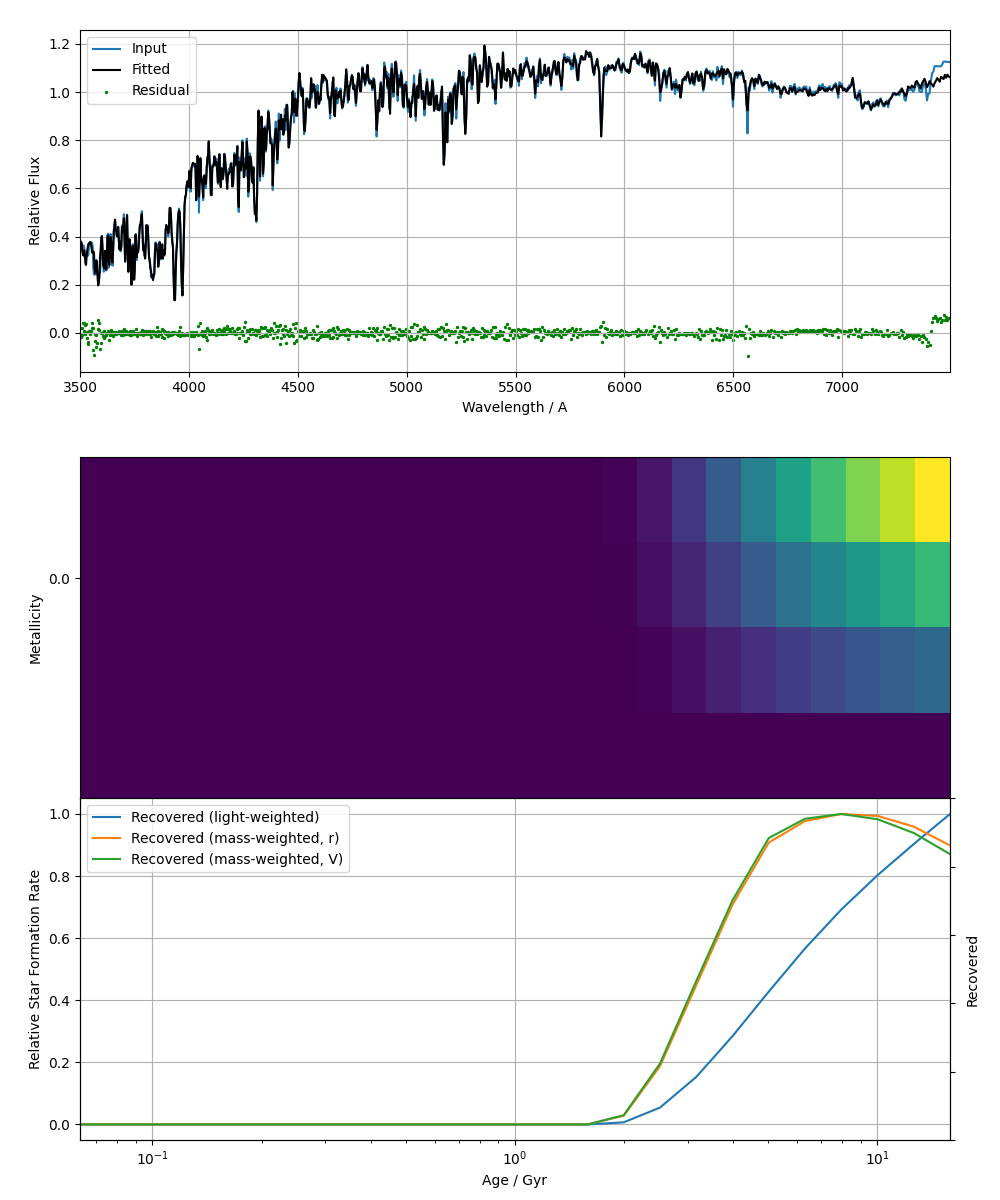 Relative Flux
1.2
1.0
0.8
0.6
0.4
0.2
0.0
Input
Fitted
Residual
3500 4000 4500 5000 5500 6000 6500 7000
Wavelength / A
Metallicity
0.0
Relative Star Formation Rate
1.0
0.8
0.6
0.4
0.2
0.0
Recovered (light-weighted)
Recovered (mass-weighted, r)
Recovered (mass-weighted, V)
Recovered
10⁻¹ 10⁰ 10¹
Age / Gyr